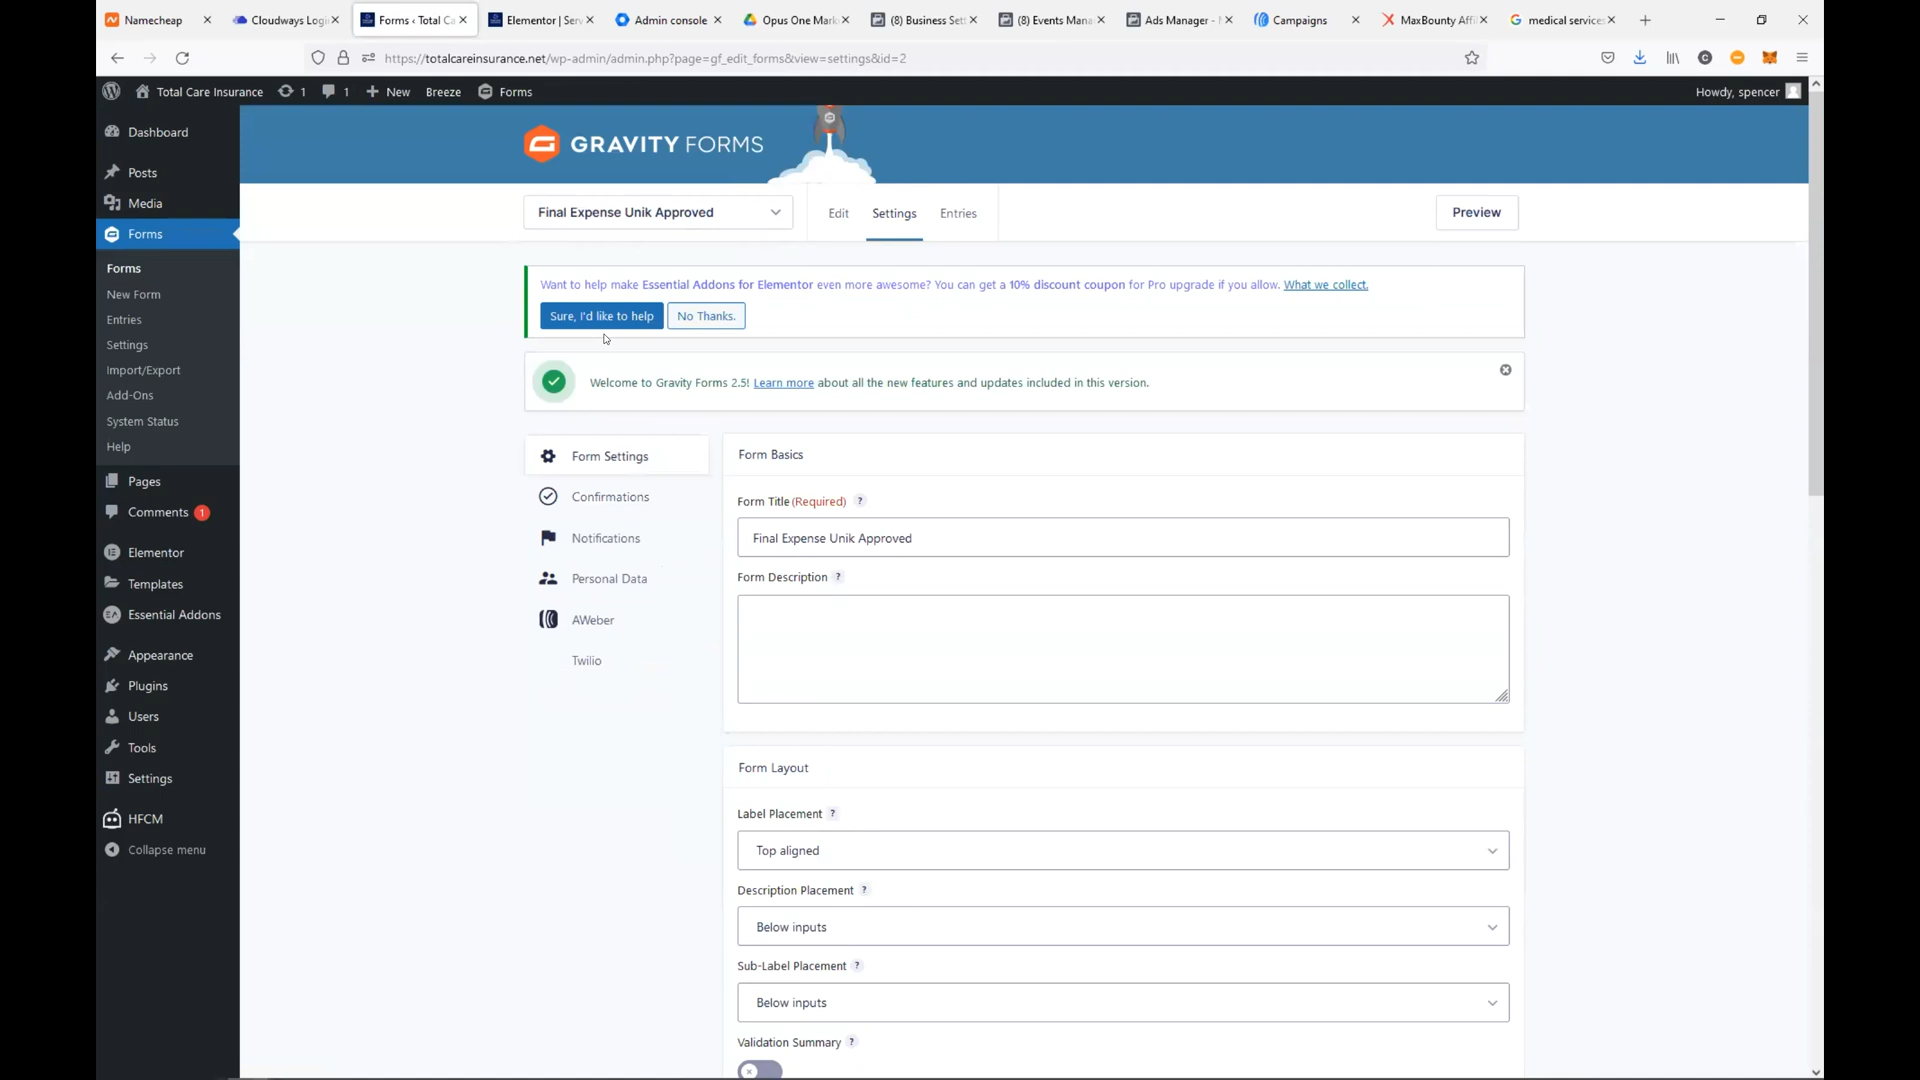 Namecheap
Cloudways Logi
Forms ‹ Total Ca
Elementor | Serv
Admin console
Opus One Mark
(8) Business Set
(8) Events Mana
Ads Manager -
Campaigns
MaxBounty Affi
medical services
https://totalcareinsurance.net/wp-admin/admin.php?page=gf_edit_forms&view=settings&id=2
Total Care Insurance
1
1
New
Breeze
Forms
Howdy, spencer
Dashboard
Posts
Media
Forms
Forms
New Form
Entries
Settings
Import/Export
Add-Ons
System Status
Help
Pages
Comments 1
Elementor
Templates
Essential Addons
Appearance
Plugins
Users
Tools
Settings
HFCM
Collapse menu
GRAVITY FORMS
Final Expense Unik Approved
Edit
Settings
Entries
Preview
Want to help make Essential Addons for Elementor even more awesome? You can get a 10% discount coupon for Pro upgrade if you allow. What we collect.
Sure, I'd like to help
No Thanks.
Welcome to Gravity Forms 2.5! Learn more about all the new features and updates included in this version.
Form Settings
Confirmations
Notifications
Personal Data
AWeber
Twilio
Form Basics
Form Title (Required) ?
Final Expense Unik Approved
Form Description ?
Form Layout
Label Placement ?
Top aligned
Description Placement ?
Below inputs
Sub-Label Placement ?
Below inputs
Validation Summary ?